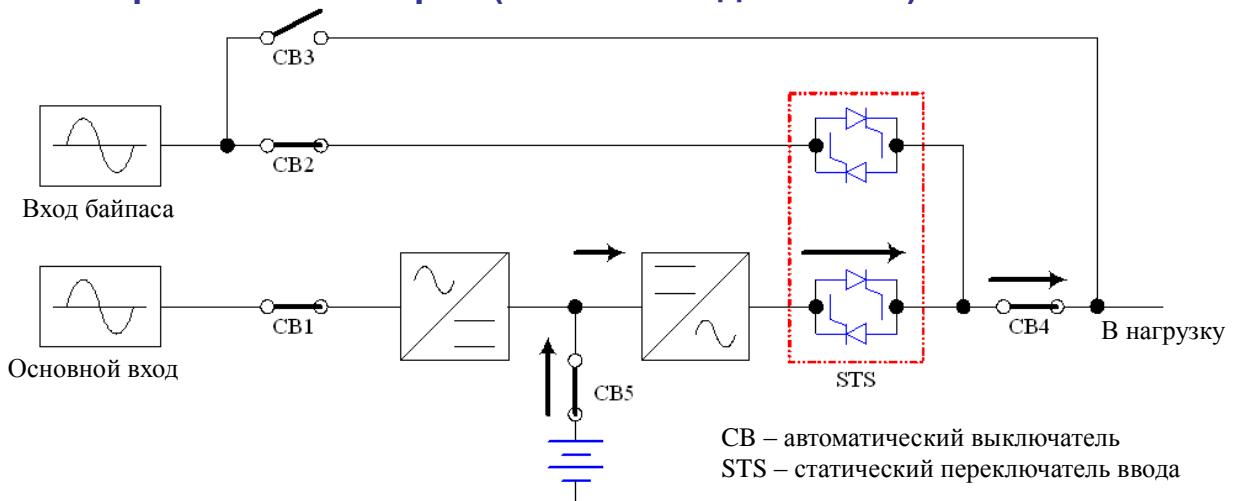 CB3
CB2
Вход байпаса
CB1
Основной вход
CB5
STS
CB4
В нагрузку
CB – автоматический выключатель
STS – статический переключатель ввода